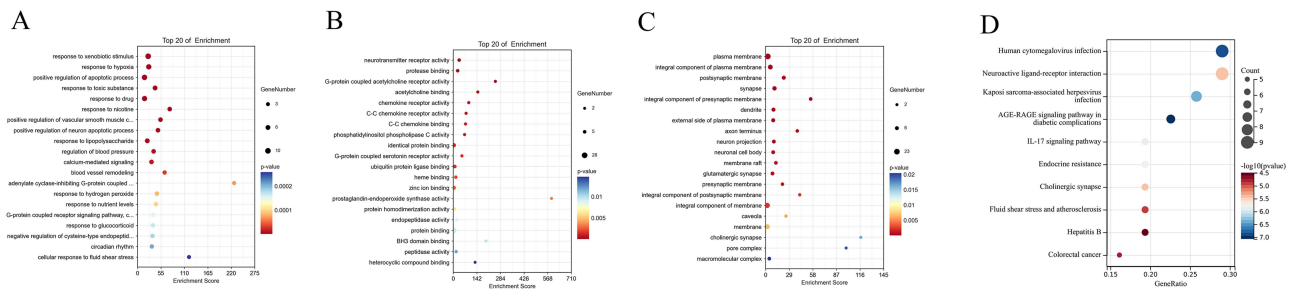 A
Top 20 of Enrichment
response to xenobiotic stimulus
response to hypoxia
positive regulation of apoptotic process
response to toxic substance
response to drug
response to nicotine
positive regulation of vascular smooth muscle c...
positive regulation of neuron apoptotic process
response to lipopolysaccharide
regulation of blood pressure
calcium-mediated signaling
blood vessel remodeling
adenylate cyclase-inhibiting G-protein coupled ...
response to hydrogen peroxide
response to nutrient levels
G-protein coupled receptor signaling pathway, c...
response to glucocorticoid
negative regulation of cysteine-type endopeptid...
circadian rhythm
cellular response to fluid shear stress
0 55 110 165 220 275
Enrichment Score
GeneNumber
3
6
10
p-value
0.0002
0.0001
B
Top 20 of Enrichment
neurotransmitter receptor activity
protease binding
G-protein coupled acetylcholine receptor activity
acetylcholine binding
chemokine receptor activity
C-C chemokine receptor activity
C-C chemokine binding
phosphatidylinositol phospholipase C activity
identical protein binding
G-protein coupled serotonin receptor activity
ubiquitin protein ligase binding
heme binding
zinc ion binding
prostaglandin-endoperoxide synthase activity
protein homodimerization activity
endopeptidase activity
protein binding
BH3 domain binding
peptidase activity
heterocyclic compound binding
0 142 284 426 568 710
Enrichment Score
GeneNumber
2
5
28
p-value
0.015
0.010
0.005
C
Top 20 of Enrichment
plasma membrane
integral component of plasma membrane
postsynaptic membrane
synapse
integral component of presynaptic membrane
dendrite
external side of plasma membrane
axon terminus
neuron projection
neuronal cell body
membrane raft
glutamatergic synapse
presynaptic membrane
integral component of postsynaptic membrane
integral component of membrane
caveola
membrane
cholinergic synapse
pore complex
macromolecular complex
0 29 58 87 116 145
Enrichment Score
GeneNumber
2
6
23
p-value
0.02
0.015
0.010
0.005
D
Human cytomegalovirus infection
Neuroactive ligand-receptor interaction
Kaposi sarcoma-associated herpesvirus
infection
AGE-RAGE signaling pathway in
diabetic complications
IL-17 signaling pathway
Endocrine resistance
Cholinergic synapse
Fluid shear stress and atherosclerosis
Hepatitis B
Colorectal cancer
0.15 0.20 0.25 0.30
GeneRatio
Count
5
6
7
8
9
-log10(pvalue)
4.5
5.0
5.5
6.0
6.5
7.0